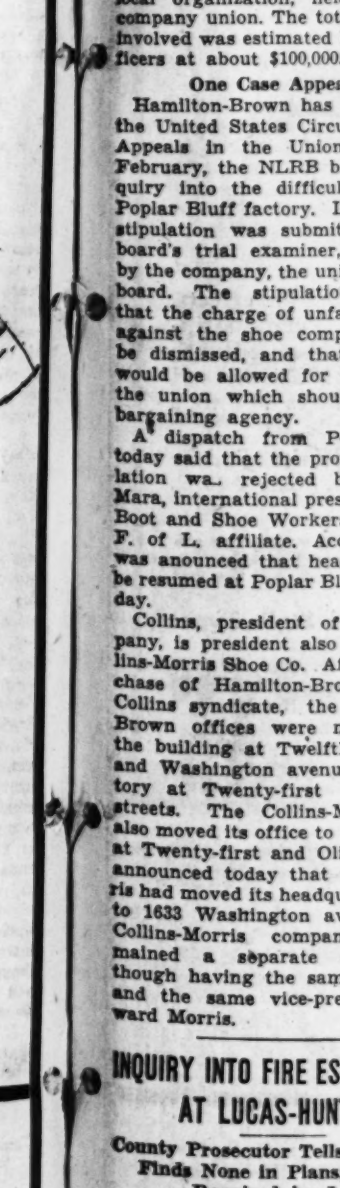 local organization,
company union. The tot
involved was estimated
ficers at about $100,000
One Case Appe
Hamilton-Brown has
the United States Circu
Appeals in the Union
February, the NLRB b
quiry into the difficul
Poplar Bluff factory. I
stipulation was submit
board's trial examiner,
by the company, the uni
board. The stipulatio
that the charge of unfa
against the shoe comp
be dismissed, and that
would be allowed for
the union which shou
bargaining agency.
A dispatch from P
today said that the pro
lation was rejected b
Mara, international pres
Boot and Shoe Workers
F. of L. affiliate. Acc
was anounced that hea
be resumed at Poplar Bl
day.
Collins, president of
pany, is president also
lins-Morris Shoe Co. Af
chase of Hamilton-Bro
Collins syndicate, the
Brown offices were m
the building at Twelft
and Washington avenu
tory at Twenty-first
streets. The Collins-M
also moved its office to
at Twenty-first and Oli
announced today that
ris had moved its headqu
to 1633 Washington av
Collins-Morris compan
mained a separate
though having the sam
and the same vice-pre
ward Morris.
INQUIRY INTO FIRE ES
AT LUCAS-HUN
County Prosecutor Tells
Finds None in Plans